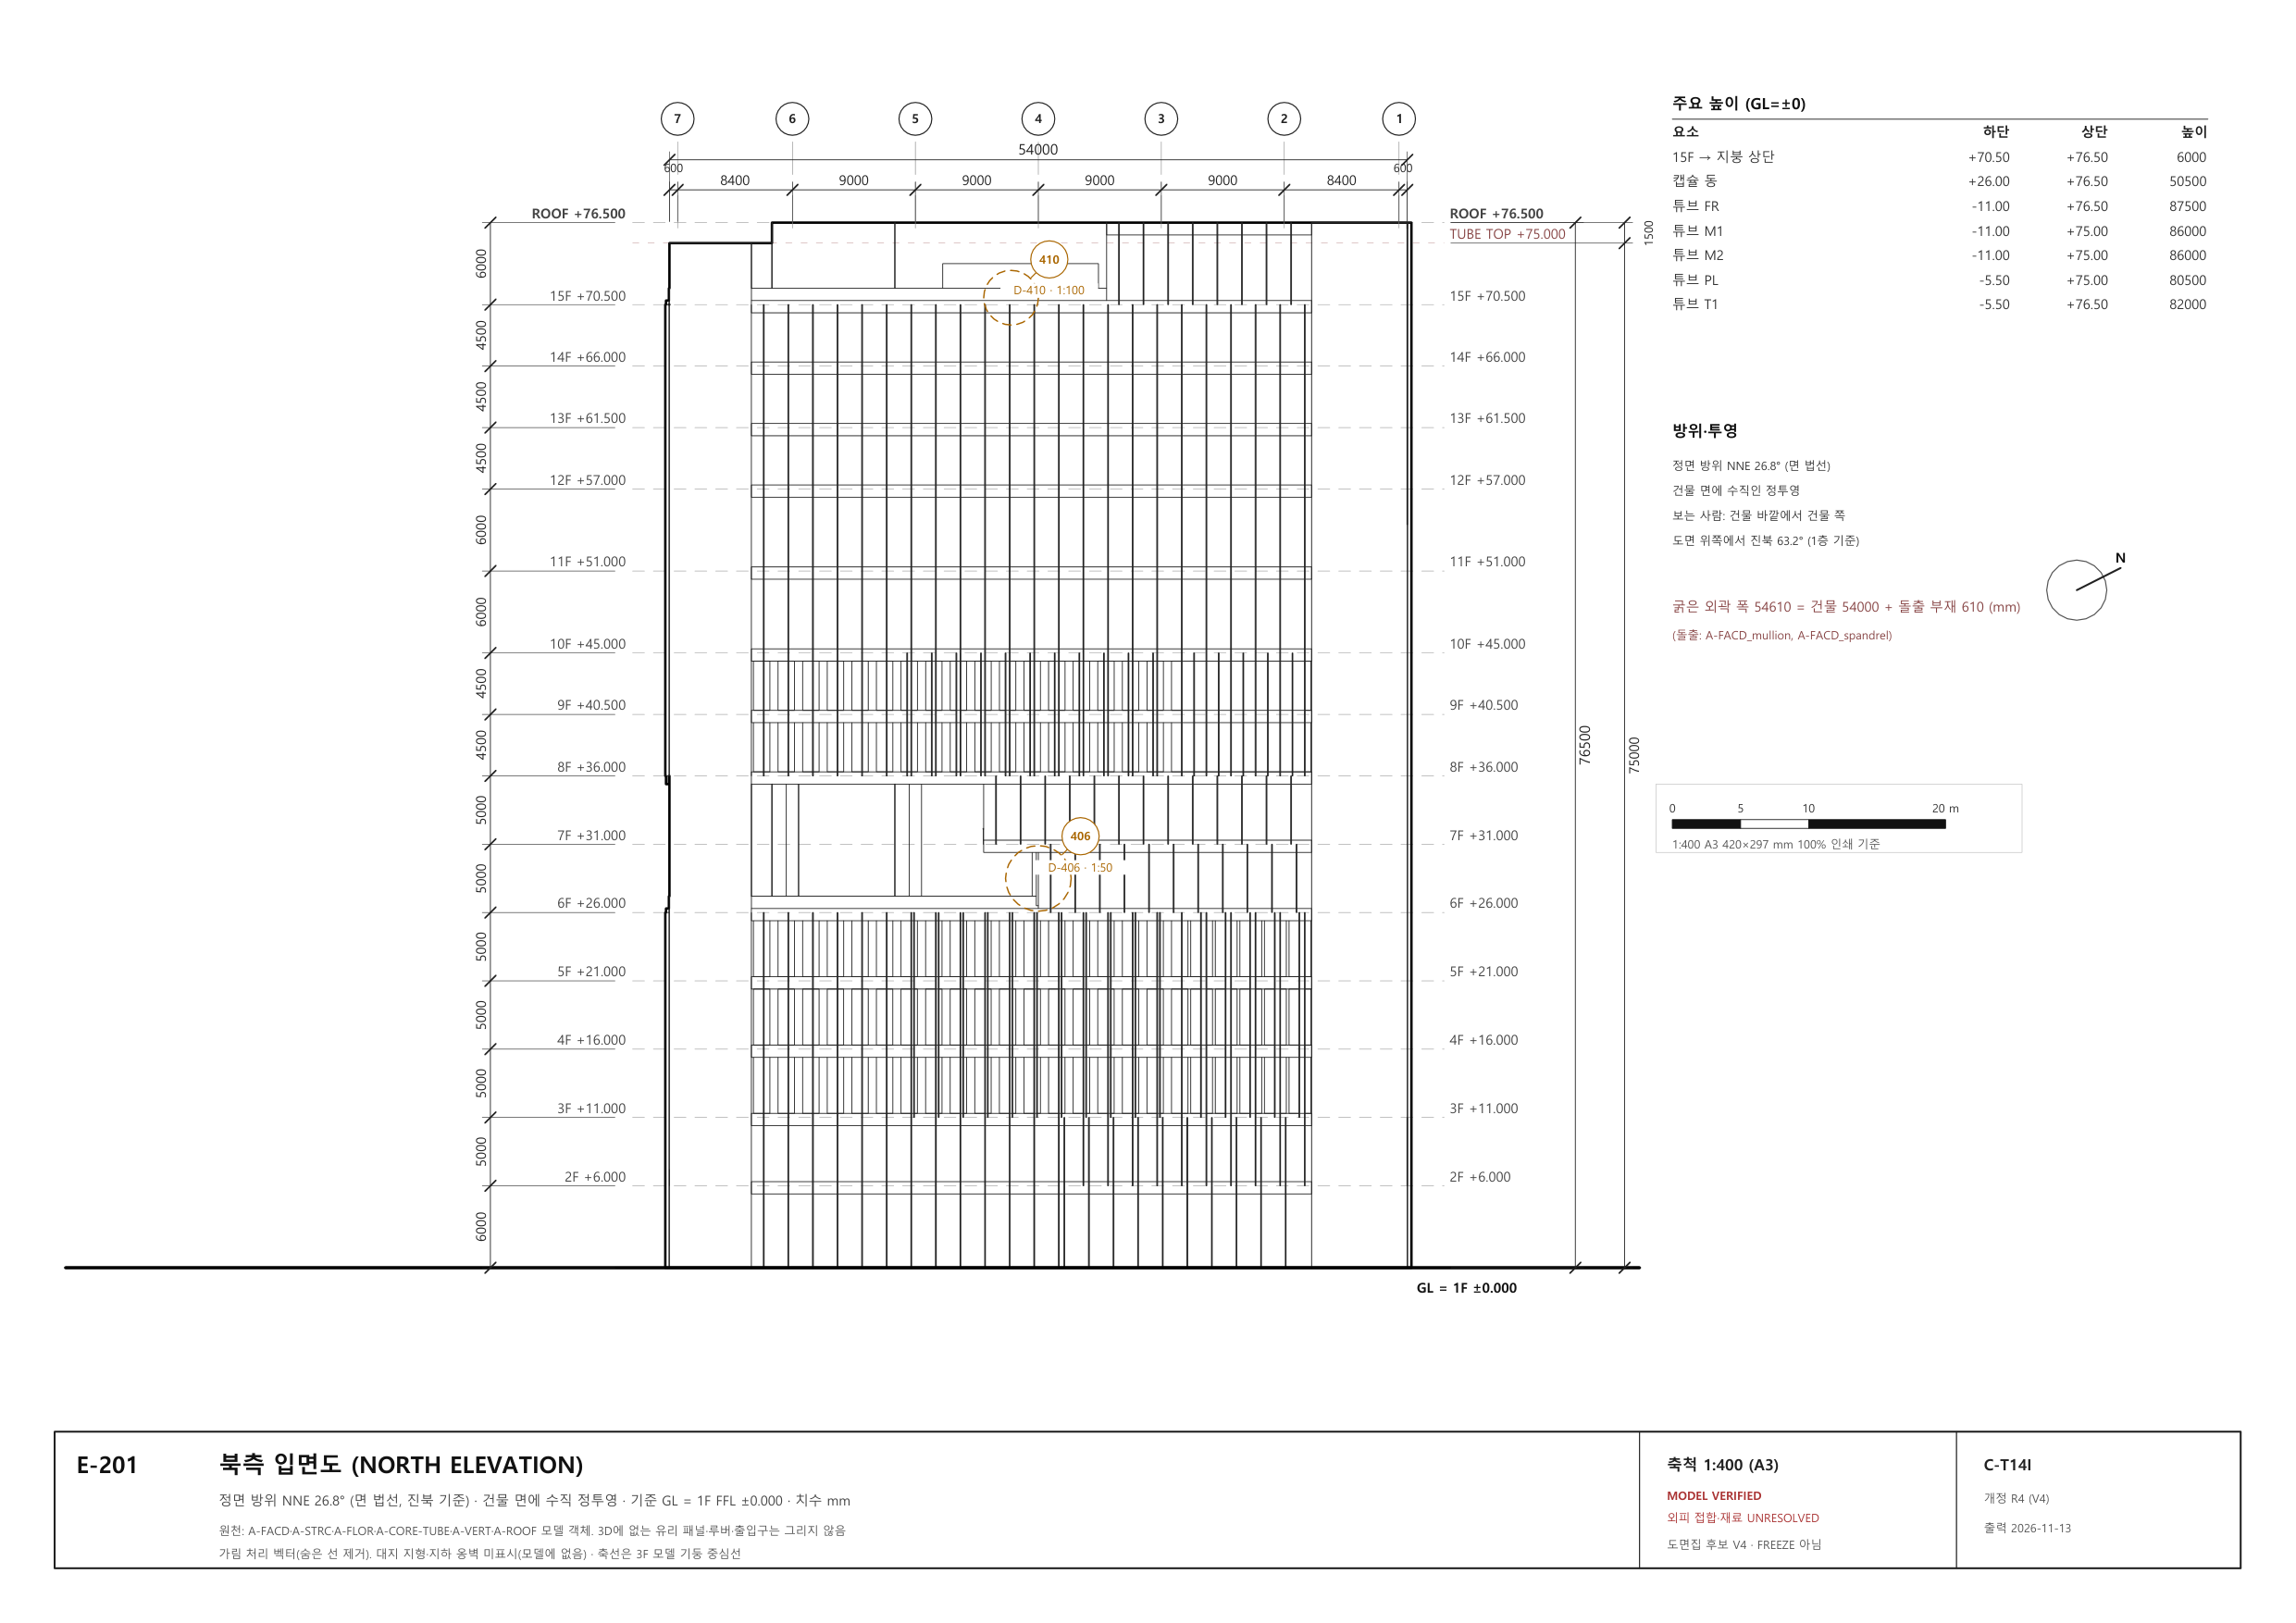 7 6 5 4 3 2 1
54000
600 600
8400 9000 9000 9000 9000 8400
ROOF +76.500
15F +70.500
14F +66.000
13F +61.500
12F +57.000
11F +51.000
10F +45.000
9F +40.500
8F +36.000
7F +31.000
6F +26.000
5F +21.000
4F +16.000
3F +11.000
2F +6.000
6000
4500
4500
4500
6000
6000
4500
4500
5000
5000
5000
5000
5000
5000
6000
410
D-410 · 1:100
406
D-406 · 1:50
ROOF +76.500
TUBE TOP +75.000
15F +70.500
14F +66.000
13F +61.500
12F +57.000
11F +51.000
10F +45.000
9F +40.500
8F +36.000
7F +31.000
6F +26.000
5F +21.000
4F +16.000
3F +11.000
2F +6.000
1500
76500
75000
GL = 1F ±0.000
주요 높이 (GL=±0)
요소 하단 상단 높이
15F → 지붕 상단 +70.50 +76.50 6000
캡슐 동 +26.00 +76.50 50500
튜브 FR -11.00 +76.50 87500
튜브 M1 -11.00 +75.00 86000
튜브 M2 -11.00 +75.00 86000
튜브 PL -5.50 +75.00 80500
튜브 T1 -5.50 +76.50 82000
방위·투영
정면 방위 NNE 26.8° (면 법선)
건물 면에 수직인 정투영
보는 사람: 건물 바깥에서 건물 쪽
도면 위쪽에서 진북 63.2° (1층 기준)
N
굵은 외곽 폭 54610 = 건물 54000 + 돌출 부재 610 (mm)
(돌출: A-FACD_mullion, A-FACD_spandrel)
0 5 10 20 m
1:400 A3 420×297 mm 100% 인쇄 기준
E-201
북측 입면도 (NORTH ELEVATION)
정면 방위 NNE 26.8° (면 법선, 진북 기준) · 건물 면에 수직 정투영 · 기준 GL = 1F FFL ±0.000 · 치수 mm
원천: A-FACD·A-STRC·A-FLOR·A-CORE-TUBE·A-VERT·A-ROOF 모델 객체. 3D에 없는 유리 패널·루버·출입구는 그리지 않음
가림 처리 벡터(숨은 선 제거). 대지 지형·지하 옹벽 미표시(모델에 없음) · 축선은 3F 모델 기둥 중심선
축척 1:400 (A3)
MODEL VERIFIED
외피 접합·재료 UNRESOLVED
도면집 후보 V4 · FREEZE 아님
C-T14I
개정 R4 (V4)
출력 2026-11-13